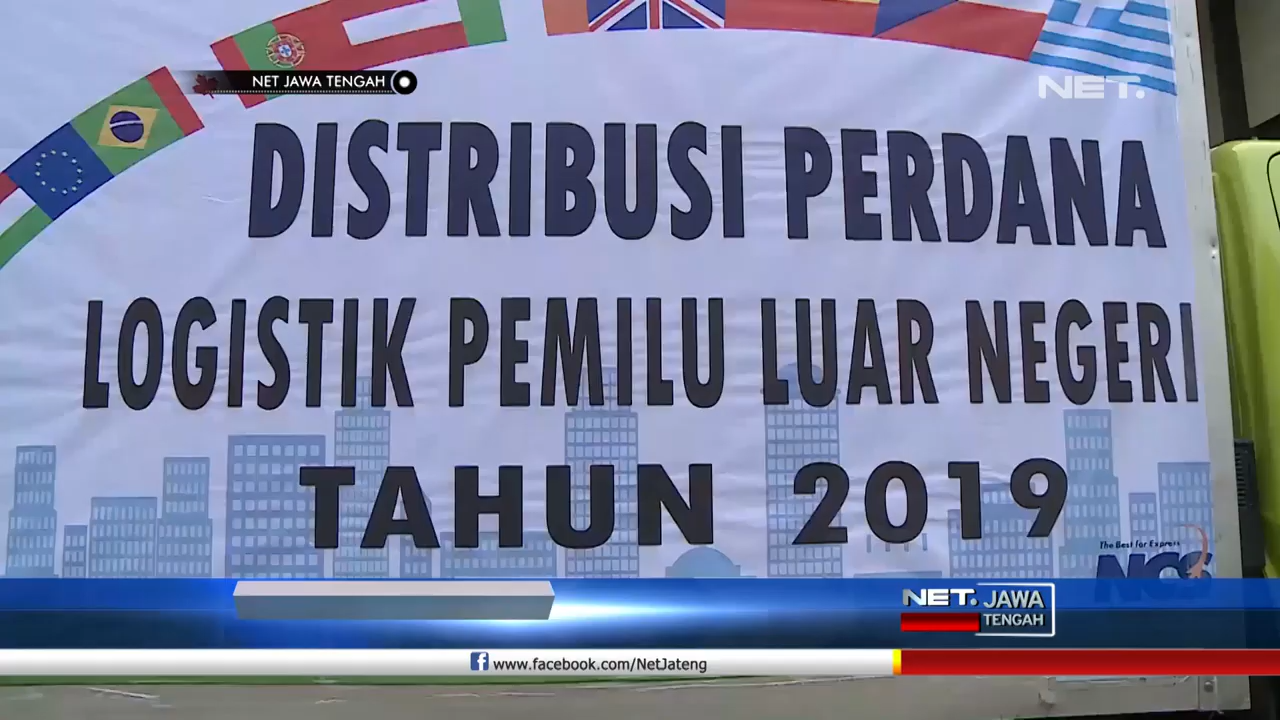 NET JAWA TENGAH
NET.
DISTRIBUSI PERDANA
LOGISTIK PEMILU LUAR NEGERI
TAHUN 2019
The Best for Express
NCS
NET. JAWA
TENGAH
www.facebook.com/NetJateng